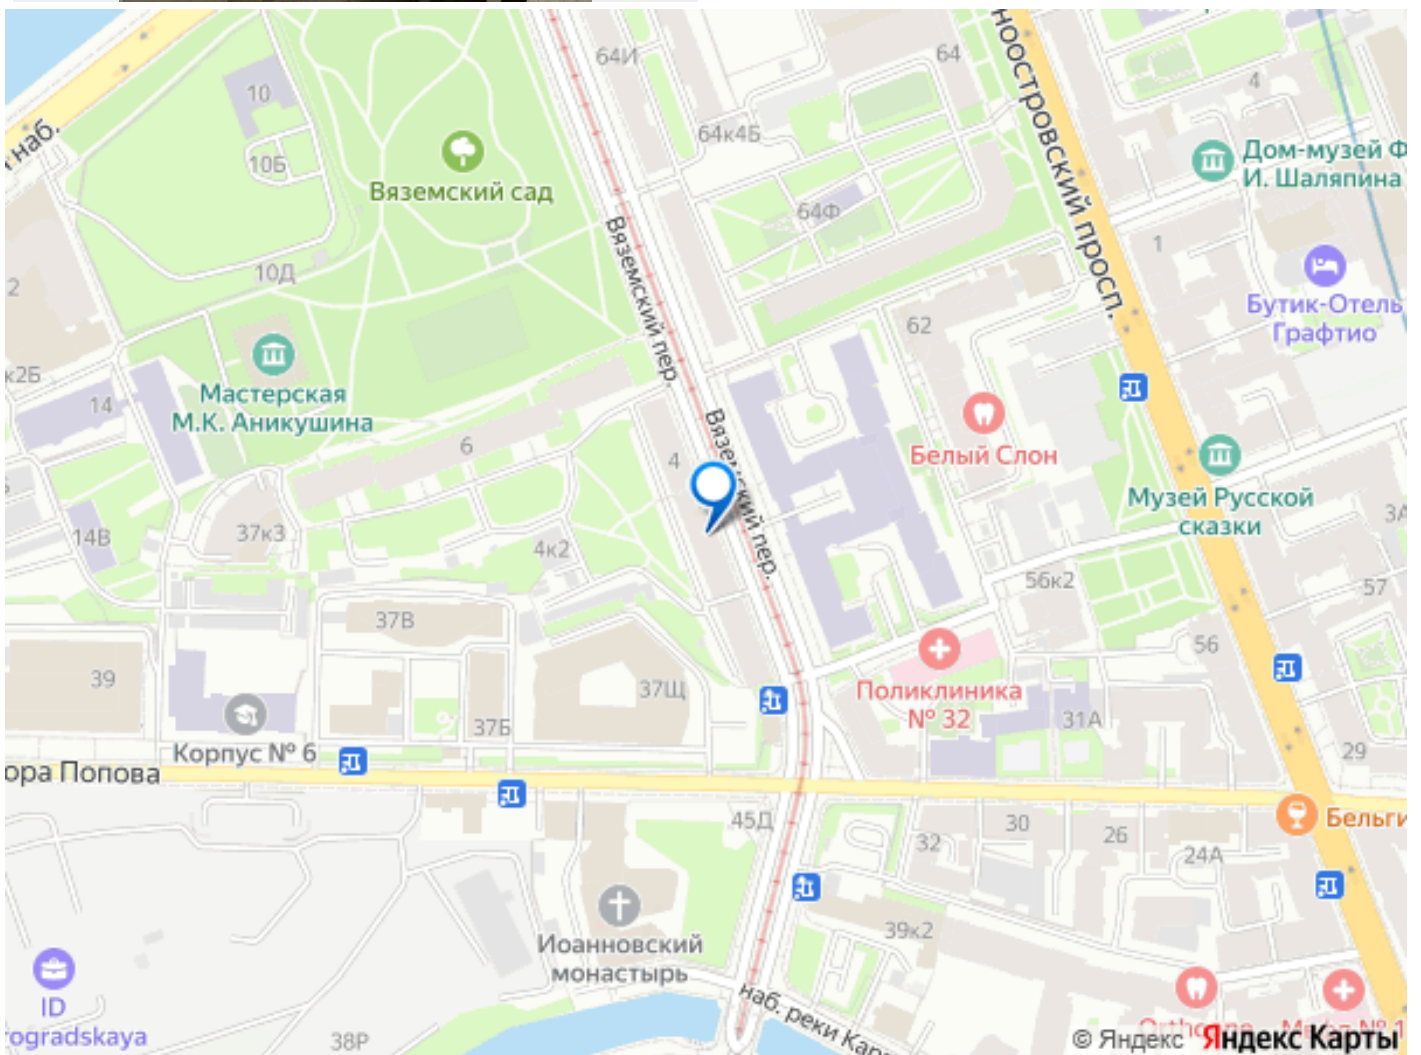 64И
64
4
10
64к4Б
10Б
Дом-музей Ф
И. Шаляпина
наб.
Вяземский сад
ноостровский просп.
64Ф
Вяземский пер.
1
10Д
2
Бутик-Отель
Графтио
62
к2Б
Мастерская
М.К. Аникушина
14
6
4
Вяземский пер.
Белый Слон
Музей Русской
сказки
3А
14В
37к3
4к2
56к2
57
37В
56
39
37Щ
Поликлиника
№ 32
31А
37Б
Корпус № 6
29
ора Попова
45Д
30
32
26
24А
Бельги
39к2
Иоанновский
монастырь
ID
rogradskaya
38Р
наб. реки Кар
© Яндекс
Яндекс Карты